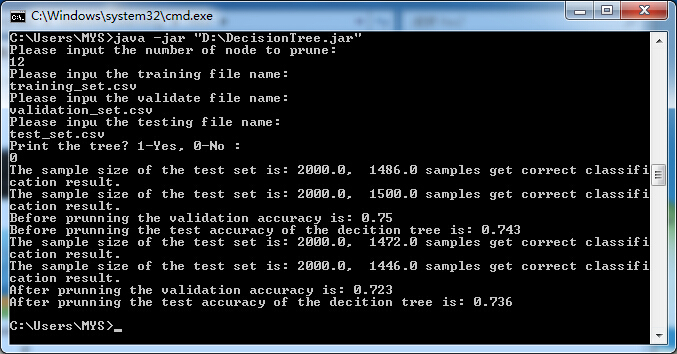 C:\Windows\system32\cmd.exe
C:\Users\MYS>java -jar "D:\DecisionTree.jar"
Please input the number of node to prune:
12
Please inpu the training file name:
training_set.csv
Please inpu the validate file name:
validation_set.csv
Please inpu the testing file name:
test_set.csv
Print the tree? 1-Yes, 0-No :
0
The sample size of the test set is: 2000.0,  1486.0 samples get correct classifi
cation result.
The sample size of the test set is: 2000.0,  1500.0 samples get correct classifi
cation result.
Before prunning the validation accuracy is: 0.75
Before prunning the test accuracy of the decition tree is: 0.743
The sample size of the test set is: 2000.0,  1472.0 samples get correct classifi
cation result.
The sample size of the test set is: 2000.0,  1446.0 samples get correct classifi
cation result.
After prunning the validation accuracy is: 0.723
After prunning the test accuracy of the decition tree is: 0.736
C:\Users\MYS>_